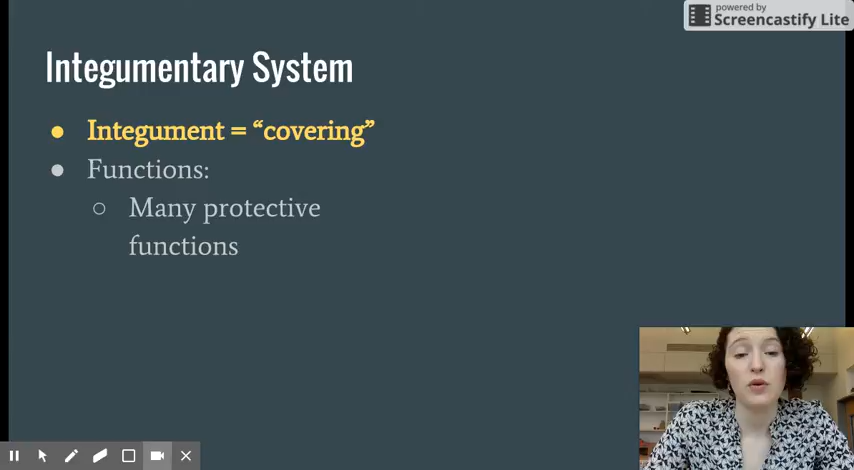 powered by
Screencastify Lite
Integumentary System
Integument = “covering”
Functions:
Many protective
functions